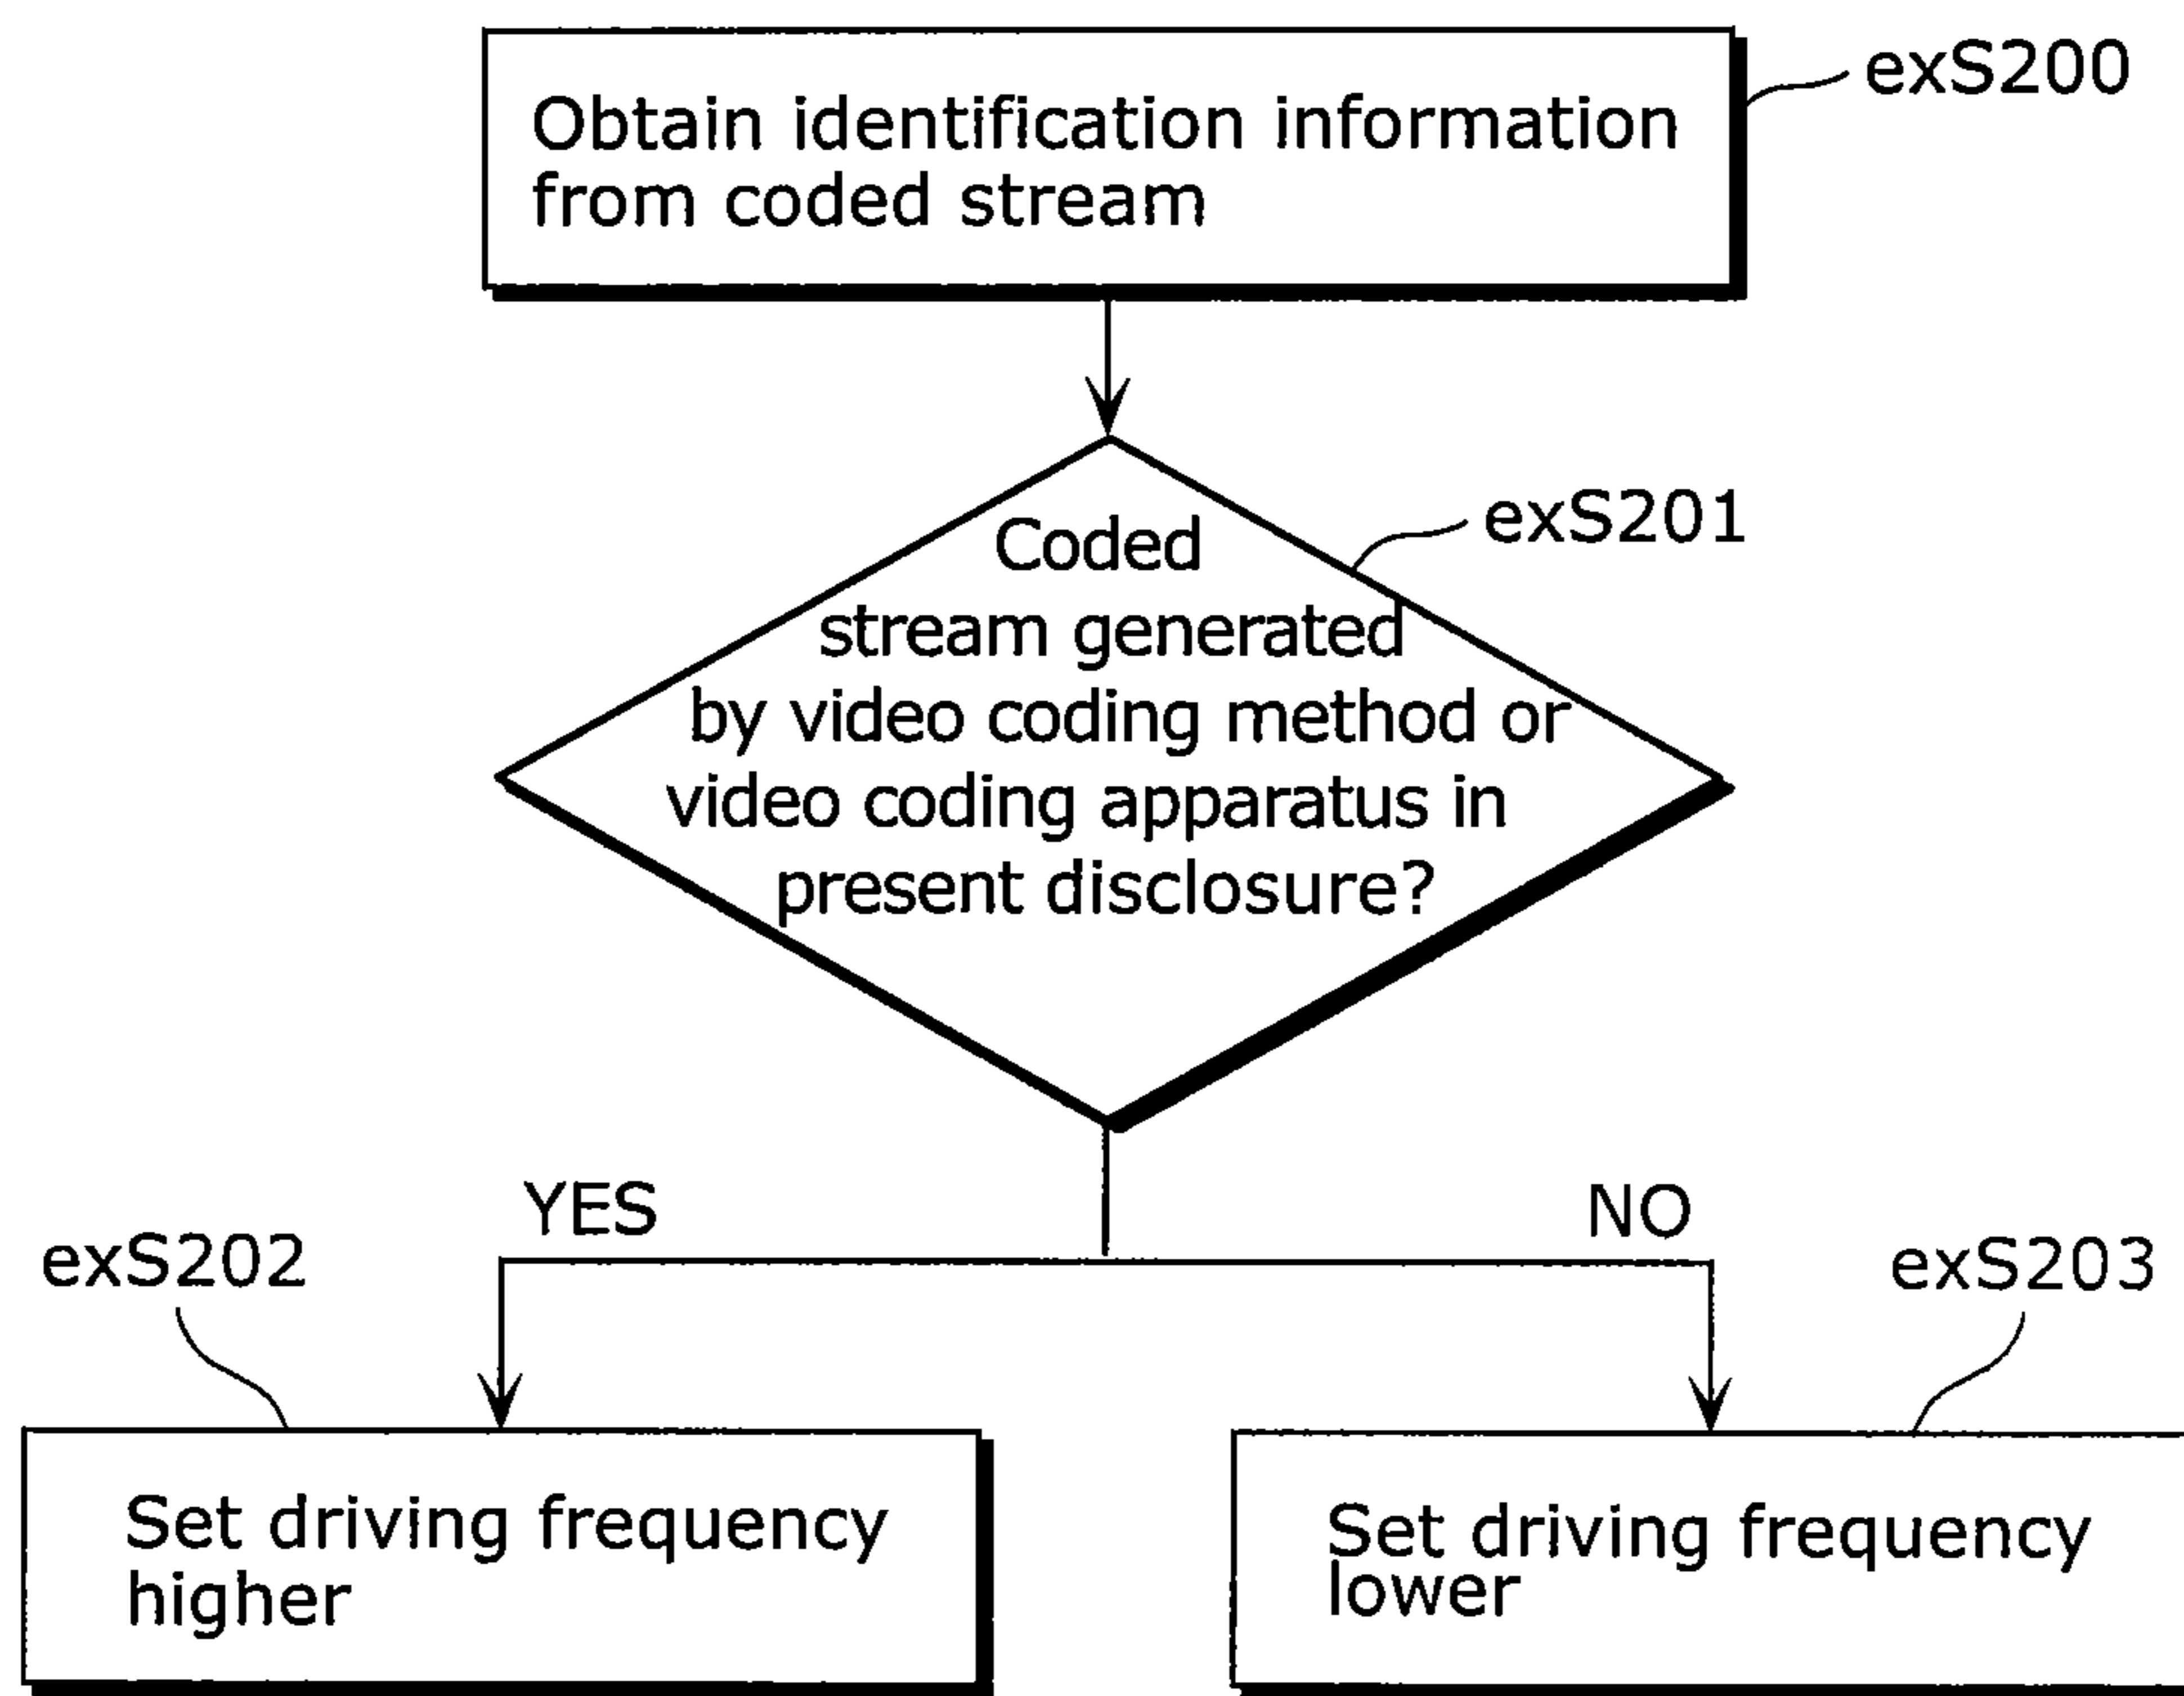 exS200
Obtain identification information
from coded stream
exS201
Coded
stream generated
by video coding method or
video coding apparatus in
present disclosure?
YES
NO
exS202
exS203
Set driving frequency
higher
Set driving frequency
lower